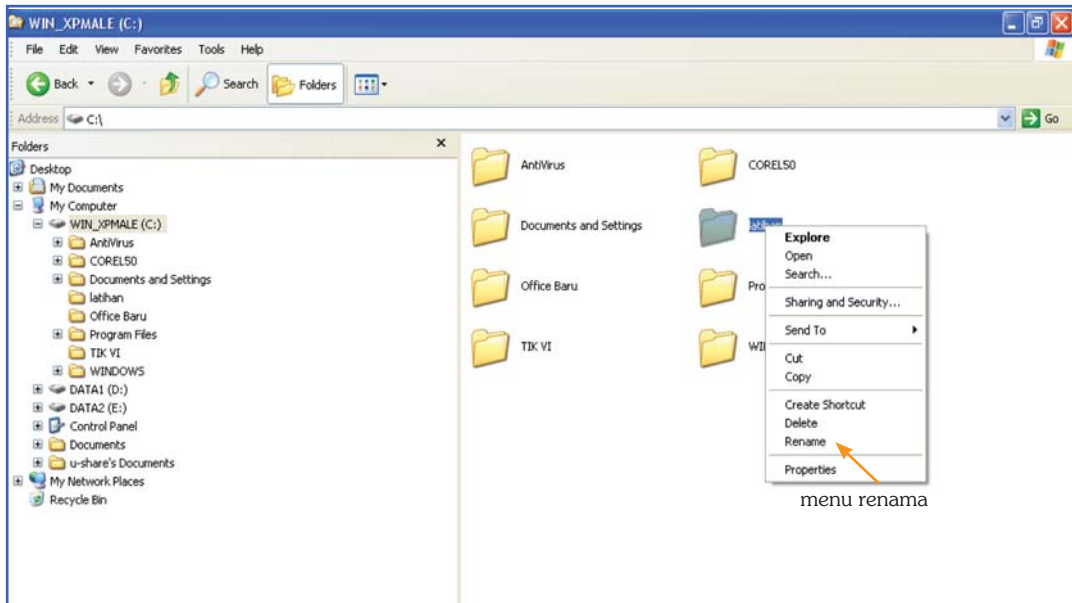 WIN_XPMALE (C:)
File Edit View Favorites Tools Help
Back Search Folders
Address C:\ Go
Folders
Desktop
My Documents
My Computer
WIN_XPMALE (C:)
AntiVirus
COREL50
Documents and Settings
latihan
Office Baru
Program Files
TIK VI
WINDOWS
DATA1 (D:)
DATA2 (E:)
Control Panel
Documents
u-share's Documents
My Network Places
Recycle Bin
AntiVirus COREL50
Documents and Settings latihan
Office Baru Pro
TIK VI WI
Explore
Open
Search...
Sharing and Security...
Send To
Cut
Copy
Create Shortcut
Delete
Rename
Properties
menu renama